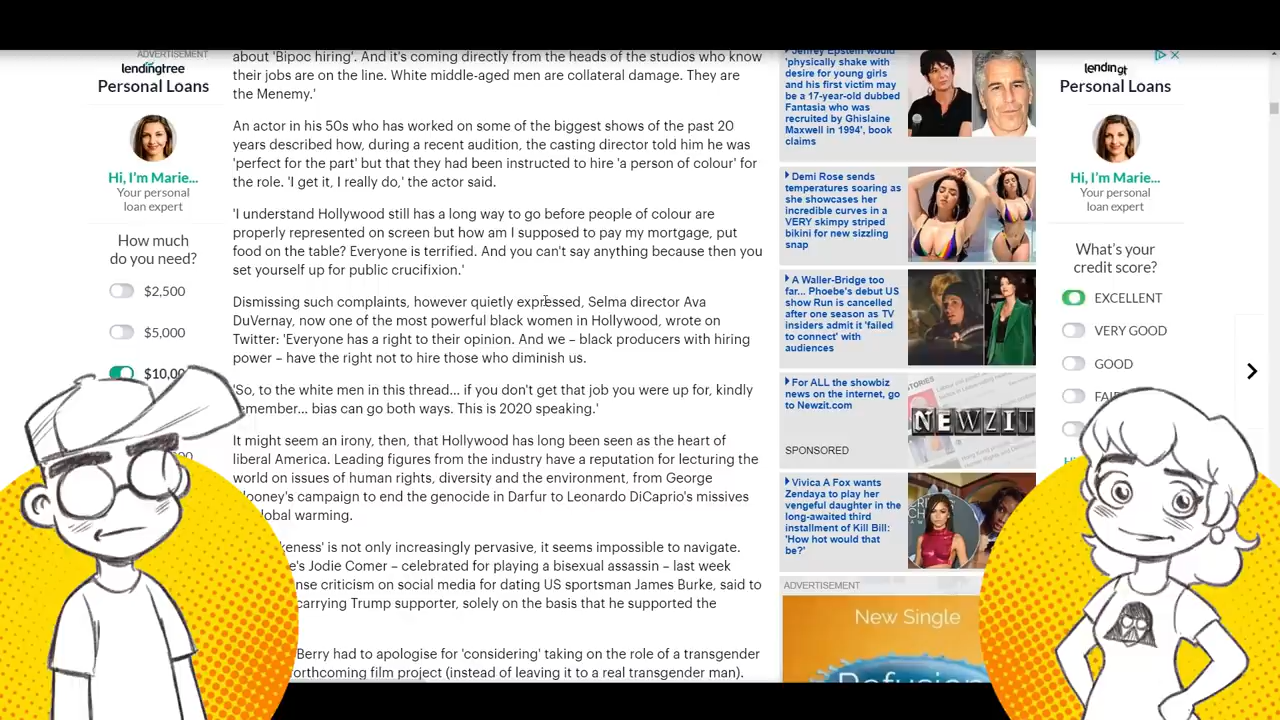 ADVERTISEMENT
lendingtree
Personal Loans
Hi, I'm Marie...
Your personal
loan expert
How much
do you need?
$2,500
$5,000
$10,00
about 'Bipoc hiring'. And it's coming directly from the heads of the studios who know
their jobs are on the line. White middle-aged men are collateral damage. They are
the Menemy.'
An actor in his 50s who has worked on some of the biggest shows of the past 20
years described how, during a recent audition, the casting director told him he was
'perfect for the part' but that they had been instructed to hire 'a person of colour' for
the role. 'I get it, I really do,' the actor said.
'I understand Hollywood still has a long way to go before people of colour are
properly represented on screen but how am I supposed to pay my mortgage, put
food on the table? Everyone is terrified. And you can't say anything because then you
set yourself up for public crucifixion.'
Dismissing such complaints, however quietly expressed, Selma director Ava
DuVernay, now one of the most powerful black women in Hollywood, wrote on
Twitter: 'Everyone has a right to their opinion. And we – black producers with hiring
power – have the right not to hire those who diminish us.
'So, to the white men in this thread... if you don't get that job you were up for, kindly
emember... bias can go both ways. This is 2020 speaking.'
It might seem an irony, then, that Hollywood has long been seen as the heart of
liberal America. Leading figures from the industry have a reputation for lecturing the
world on issues of human rights, diversity and the environment, from George
looney's campaign to end the genocide in Darfur to Leonardo DiCaprio's missives
lobal warming.
keness' is not only increasingly pervasive, it seems impossible to navigate.
e's Jodie Comer – celebrated for playing a bisexual assassin – last week
nse criticism on social media for dating US sportsman James Burke, said to
carrying Trump supporter, solely on the basis that he supported the
Berry had to apologise for 'considering' taking on the role of a transgender
orthcoming film project (instead of leaving it to a real transgender man).
Jeffrey Epstein would
'physically shake with
desire for young girls
and his first victim may
be a 17-year-old dubbed
Fantasia who was
recruited by Ghislaine
Maxwell in 1994', book
claims
Demi Rose sends
temperatures soaring as
she showcases her
incredible curves in a
VERY skimpy striped
bikini for new sizzling
snap
A Waller-Bridge too
far... Phoebe's debut US
show Run is cancelled
after one season as TV
insiders admit it 'failed
to connect' with
audiences
For ALL the showbiz
news on the internet, go
to Newzit.com
SPONSORED
NEWZIT
Vivica A Fox wants
Zendaya to play her
vengeful daughter in the
long-awaited third
installment of Kill Bill:
'How hot would that
be?'
ADVERTISEMENT
New Single
Refusion
Personal Loans
Hi, I'm Marie...
Your personal
loan expert
What's your
credit score?
EXCELLENT
VERY GOOD
GOOD
FAI